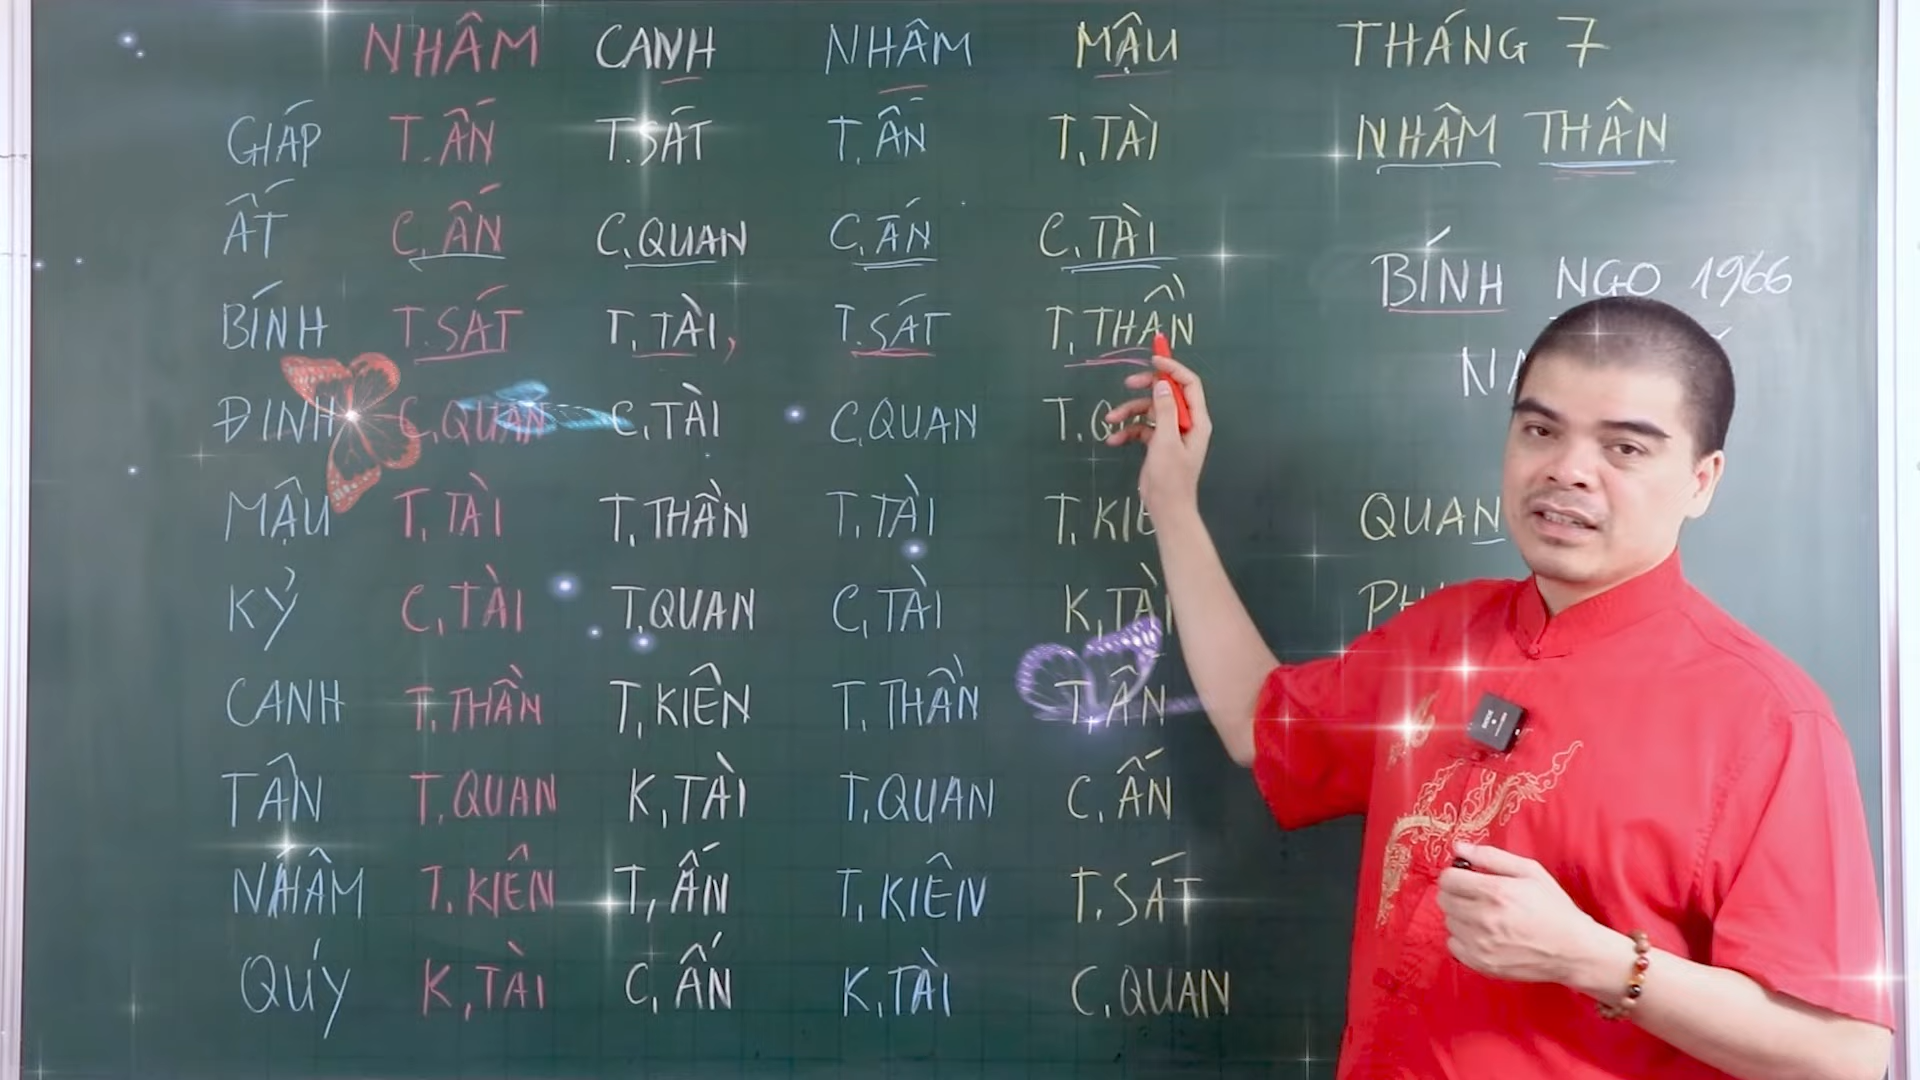 NHÂM CANH NHÂM MẬU THÁNG 7
GIÁP T.ẤN T.SÁT T.ẤN T.TÀI NHÂM THÂN
ẤT C.ẤN C.QUAN C.ẤN C.TÀI
BÍNH T.SÁT T.TÀI, T.SÁT T.THẦN BÍNH NGO 1966
ĐINH C.QUAN C.TÀI C.QUAN
MẬU T.TÀI T.THẦN T.TÀI QUAN
KỶ C.TÀI T.QUAN C.TÀI K.TÀI
CANH T.THẦN T.KIÊN T.THẦN T.ÂN
TÂN T.QUAN K.TÀI T.QUAN C.ẤN
NHÂM T.KIÊN T.ẤN T.KIÊN T.SÁT
QUÝ K.TÀI C.ẤN K.TÀI C.QUAN